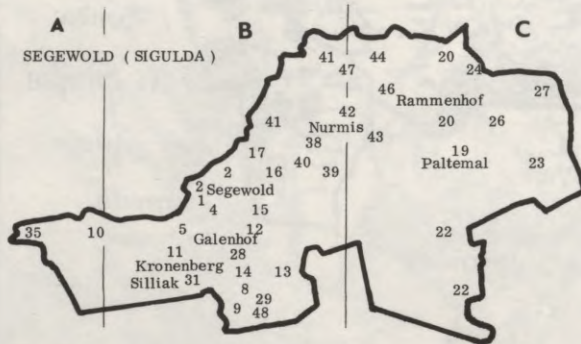 A B C
SEGEWOLD ( SIGULDA )
41 44 20
47 24
46 27
Rammenhof
42
41 Nurmis 20 26
43
38
17 19
40 Paltemal 23
2 16 39
2 Segewold
1
4 15
35 10 5 12 22
Galenhof
11 28
Kronenberg 14 13
Silliak 31
8 22
29
9 48